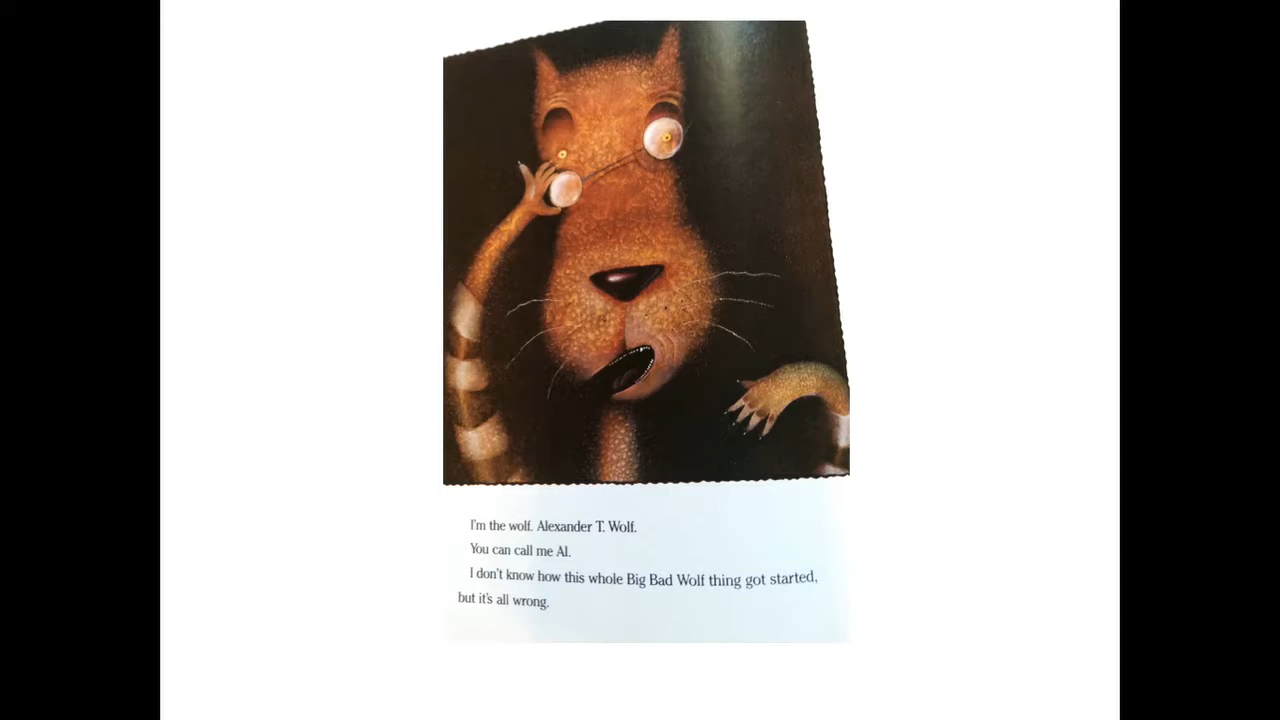 I'm the wolf. Alexander T. Wolf.
You can call me Al.
I don't know how this whole Big Bad Wolf thing got started,
but it's all wrong.